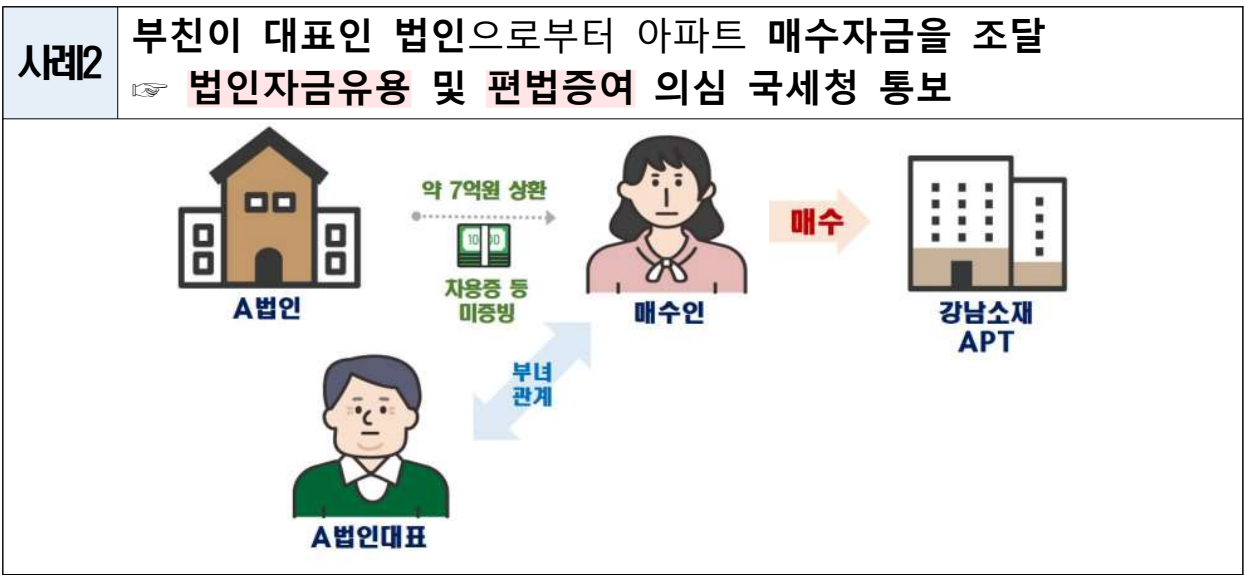 사례2
부친이 대표인 법인으로부터 아파트 매수자금을 조달
☞ 법인자금유용 및 편법증여 의심 국세청 통보
약 7억원 상환
차용증 등
미증빙
A법인
매수인
매수
강남소재
APT
부녀
관계
A법인대표